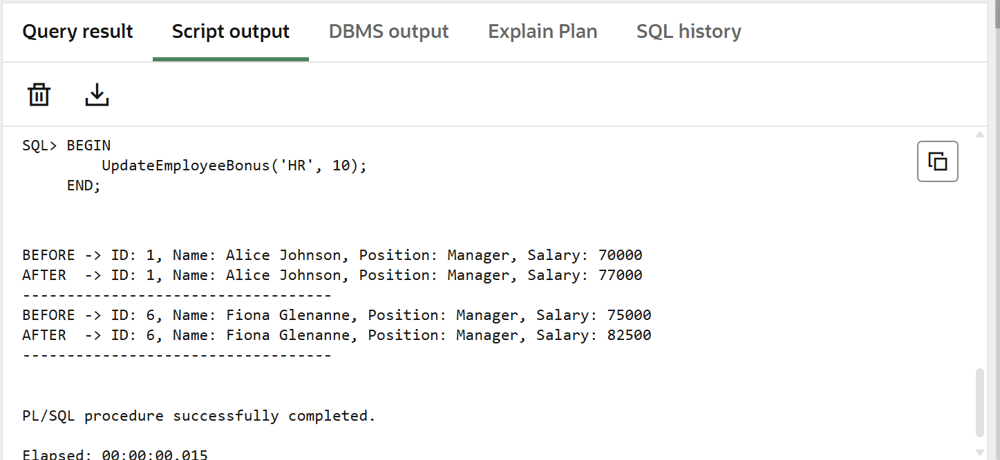 Query result Script output DBMS output Explain Plan SQL history
SQL> BEGIN
         UpdateEmployeeBonus('HR', 10);
     END;
BEFORE -> ID: 1, Name: Alice Johnson, Position: Manager, Salary: 70000
AFTER  -> ID: 1, Name: Alice Johnson, Position: Manager, Salary: 77000
-----------------------------------
BEFORE -> ID: 6, Name: Fiona Glenanne, Position: Manager, Salary: 75000
AFTER  -> ID: 6, Name: Fiona Glenanne, Position: Manager, Salary: 82500
-----------------------------------
PL/SQL procedure successfully completed.
Elapsed: 00:00:00.015